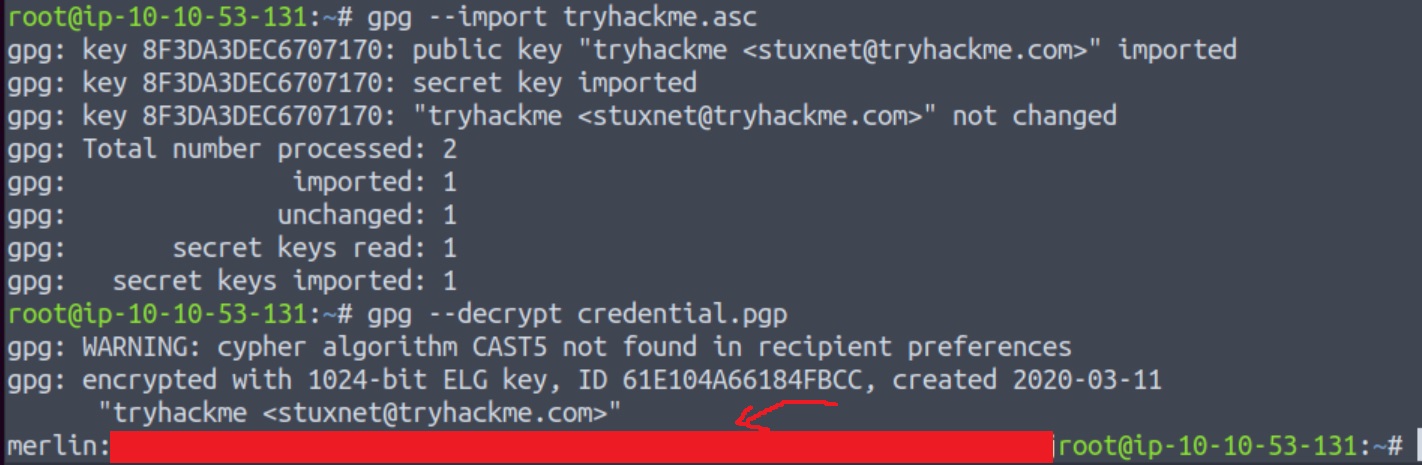 root@ip-10-10-53-131:~# gpg --import tryhackme.asc
gpg: key 8F3DA3DEC6707170: public key "tryhackme <stuxnet@tryhackme.com>" imported
gpg: key 8F3DA3DEC6707170: secret key imported
gpg: key 8F3DA3DEC6707170: "tryhackme <stuxnet@tryhackme.com>" not changed
gpg: Total number processed: 2
gpg:               imported: 1
gpg:              unchanged: 1
gpg:       secret keys read: 1
gpg:   secret keys imported: 1
root@ip-10-10-53-131:~# gpg --decrypt credential.pgp
gpg: WARNING: cypher algorithm CAST5 not found in recipient preferences
gpg: encrypted with 1024-bit ELG key, ID 61E104A66184FBCC, created 2020-03-11
      "tryhackme <stuxnet@tryhackme.com>"
merlin: root@ip-10-10-53-131:~#